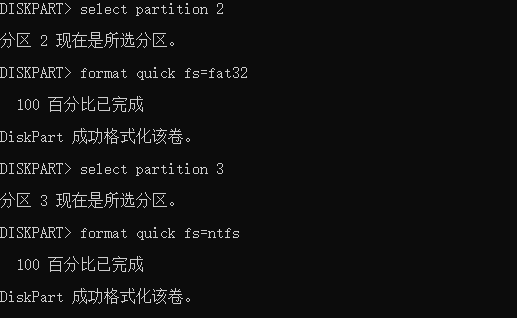 DISKPART> select partition 2
分区 2 现在是所选分区。
DISKPART> format quick fs=fat32
100 百分比已完成
DiskPart 成功格式化该卷。
DISKPART> select partition 3
分区 3 现在是所选分区。
DISKPART> format quick fs=ntfs
100 百分比已完成
DiskPart 成功格式化该卷。